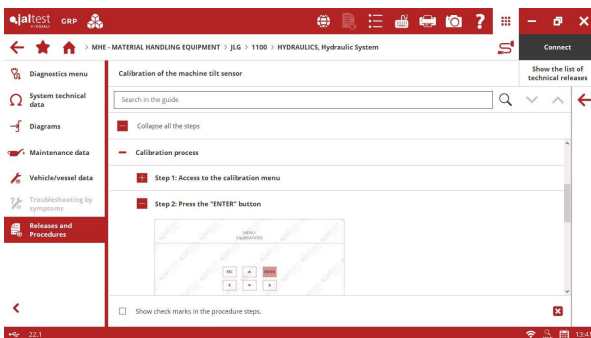 jaltest GRP
BY COJALI
> MHE - MATERIAL HANDLING EQUIPMENT > JLG > 1100 > HYDRAULICS, Hydraulic System
Connect
Diagnostics menu
System technical
data
Diagrams
Maintenance data
Vehicle/vessel data
Troubleshooting by
symptoms
Releases and
Procedures
Calibration of the machine tilt sensor
Show the list of
technical releases
Search in the guide
Collapse all the steps
Calibration process
Step 1: Access to the calibration menu
Step 2: Press the "ENTER" button
MENU:
CALIBRATIONS
ESC
ENTER
Show check marks in the procedure steps.
22.1
13:41